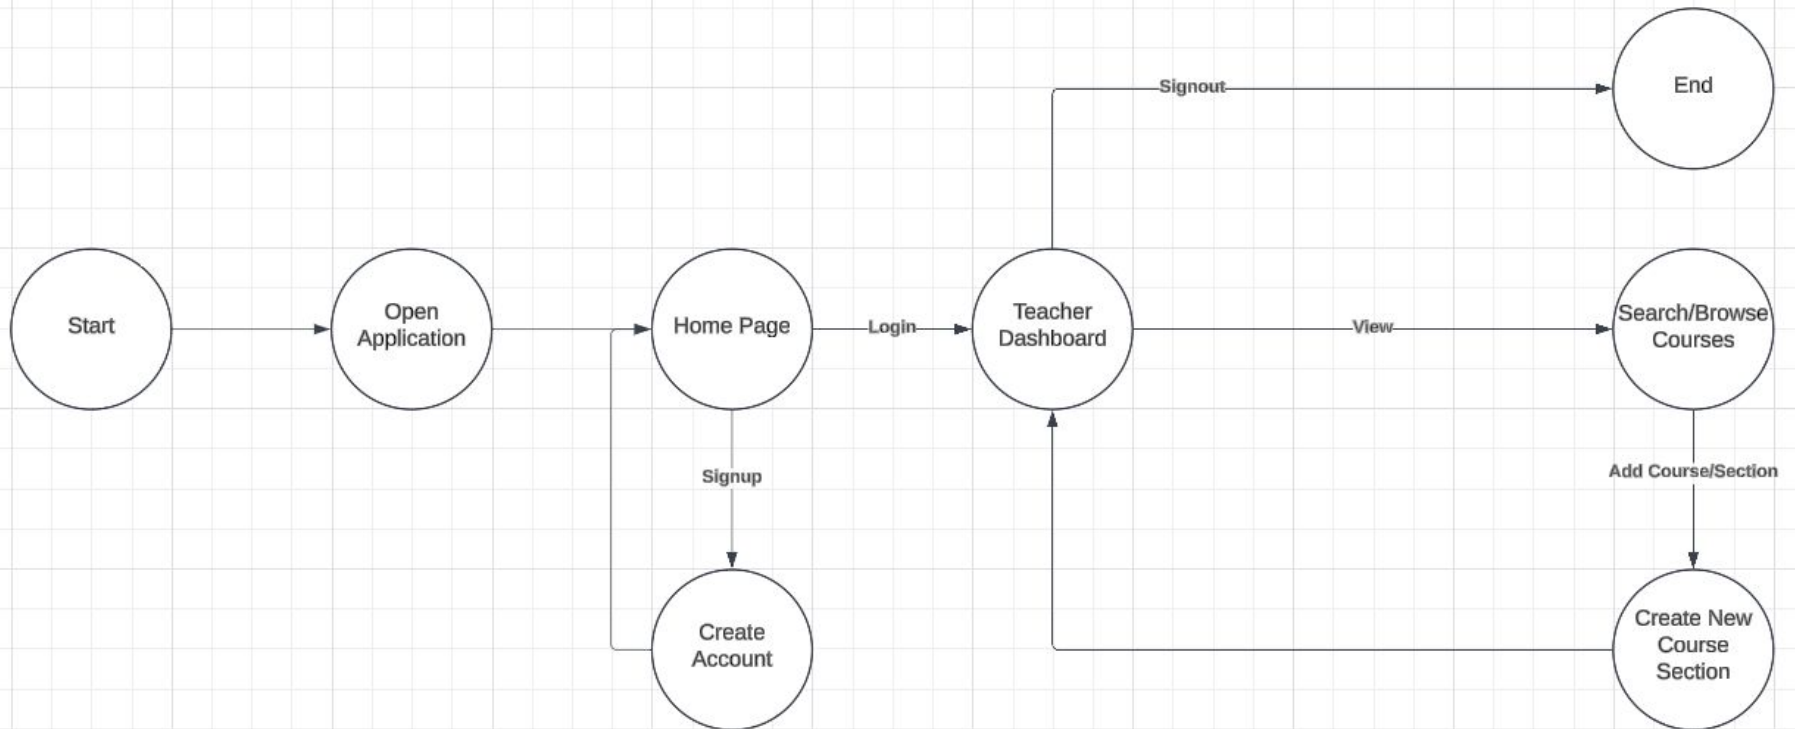 Signout
End
Start
Open
Application
Home Page
Login
Teacher
Dashboard
View
Search/Browse
Courses
Signup
Add Course/Section
Create
Account
Create New
Course
Section